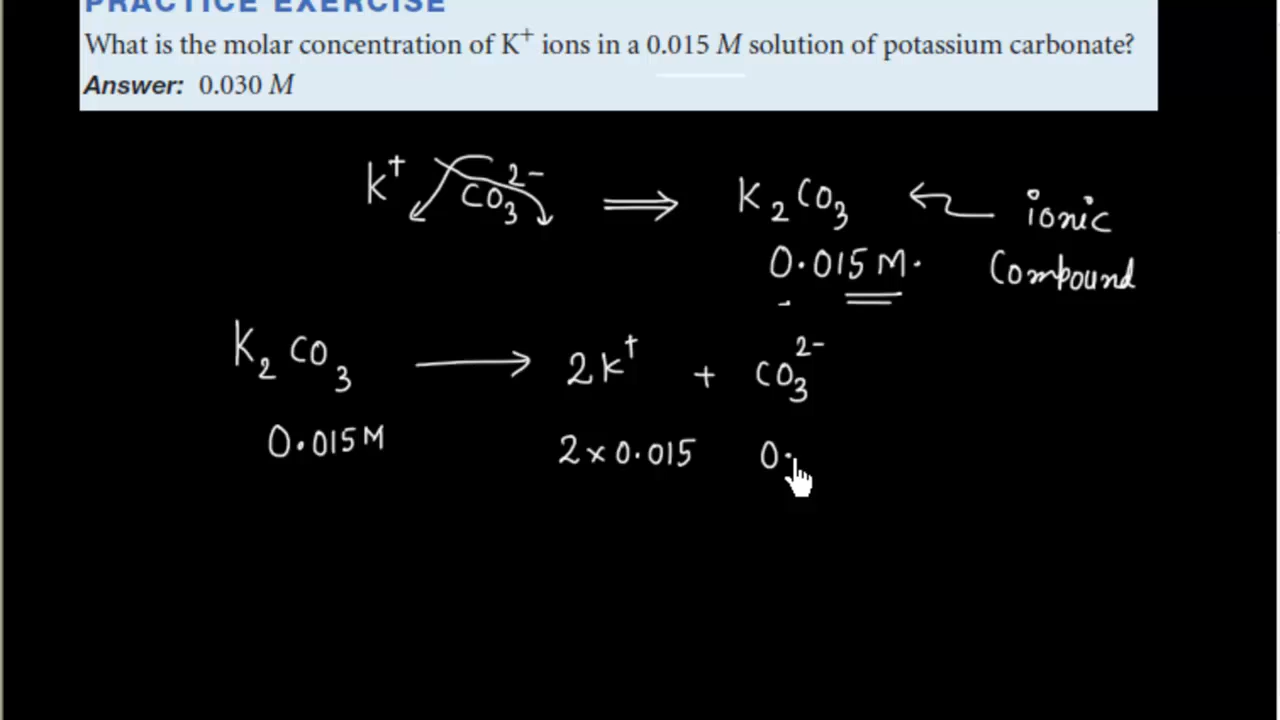 PRACTICE EXERCISE
What is the molar concentration of K⁺ ions in a 0.015 M solution of potassium carbonate?
Answer: 0.030 M
K⁺ CO₃²⁻ ⟹ K₂CO₃ ionic
0.015 M. Compound
K₂CO₃ ⟶ 2K⁺ + CO₃²⁻
0.015 M 2 × 0.015 0.